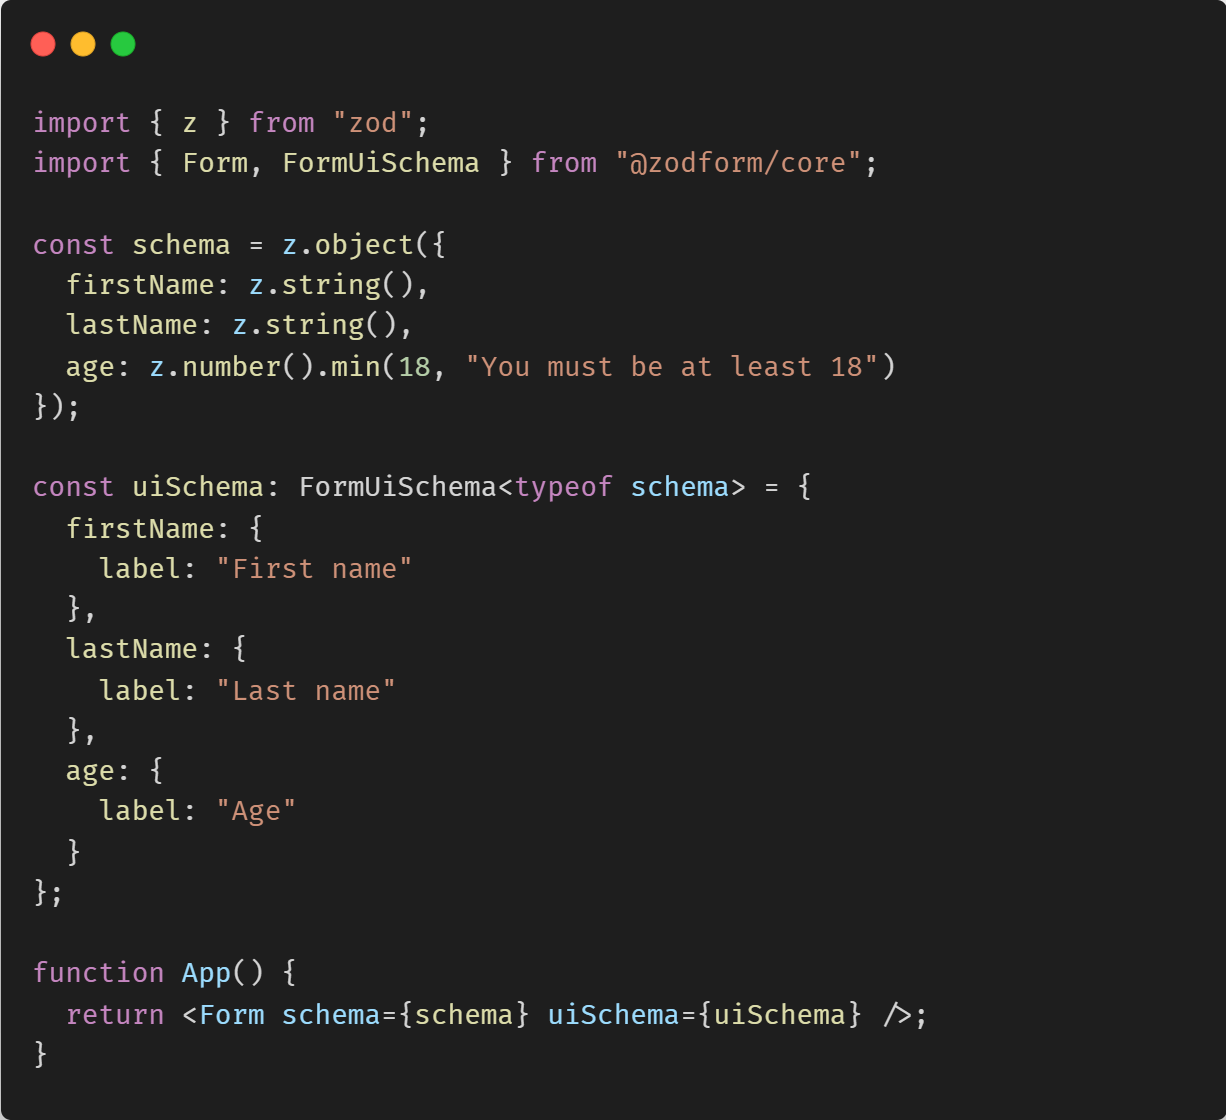 import { z } from "zod";
import { Form, FormUiSchema } from "@zodform/core";

const schema = z.object({
  firstName: z.string(),
  lastName: z.string(),
  age: z.number().min(18, "You must be at least 18")
});

const uiSchema: FormUiSchema<typeof schema> = {
  firstName: {
    label: "First name"
  },
  lastName: {
    label: "Last name"
  },
  age: {
    label: "Age"
  }
};

function App() {
  return <Form schema={schema} uiSchema={uiSchema} />;
}